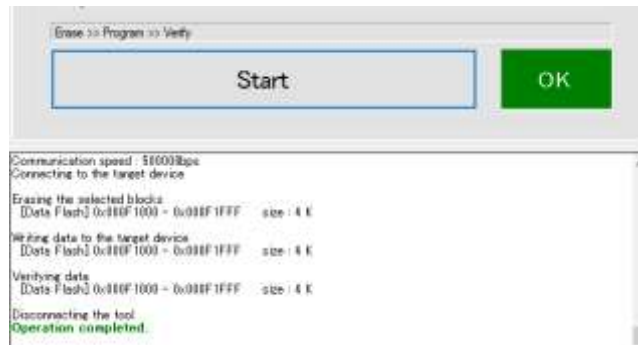 Erase >> Program >> Verify
Start
OK
Communication speed : 500000bps
Connecting to the target device
Erasing the selected blocks
[Data Flash] 0x000F1000 - 0x000F1FFF size : 4 K
Writing data to the target device
[Data Flash] 0x000F1000 - 0x000F1FFF size : 4 K
Verifying data
[Data Flash] 0x000F1000 - 0x000F1FFF size : 4 K
Disconnecting the tool
Operation completed.